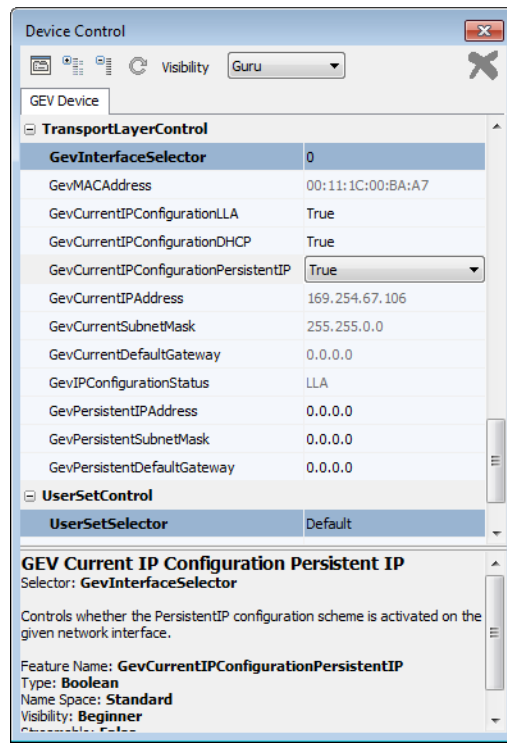 Device Control
Visibility Guru
GEV Device
TransportLayerControl
GevInterfaceSelector 0
GevMACAddress 00:11:1C:00:BA:A7
GevCurrentIPConfigurationLLA True
GevCurrentIPConfigurationDHCP True
GevCurrentIPConfigurationPersistentIP True
GevCurrentIPAddress 169.254.67.106
GevCurrentSubnetMask 255.255.0.0
GevCurrentDefaultGateway 0.0.0.0
GevIPConfigurationStatus LLA
GevPersistentIPAddress 0.0.0.0
GevPersistentSubnetMask 0.0.0.0
GevPersistentDefaultGateway 0.0.0.0
UserSetControl
UserSetSelector Default
GEV Current IP Configuration Persistent IP
Selector: GevInterfaceSelector
Controls whether the PersistentIP configuration scheme is activated on the
given network interface.
Feature Name: GevCurrentIPConfigurationPersistentIP
Type: Boolean
Name Space: Standard
Visibility: Beginner